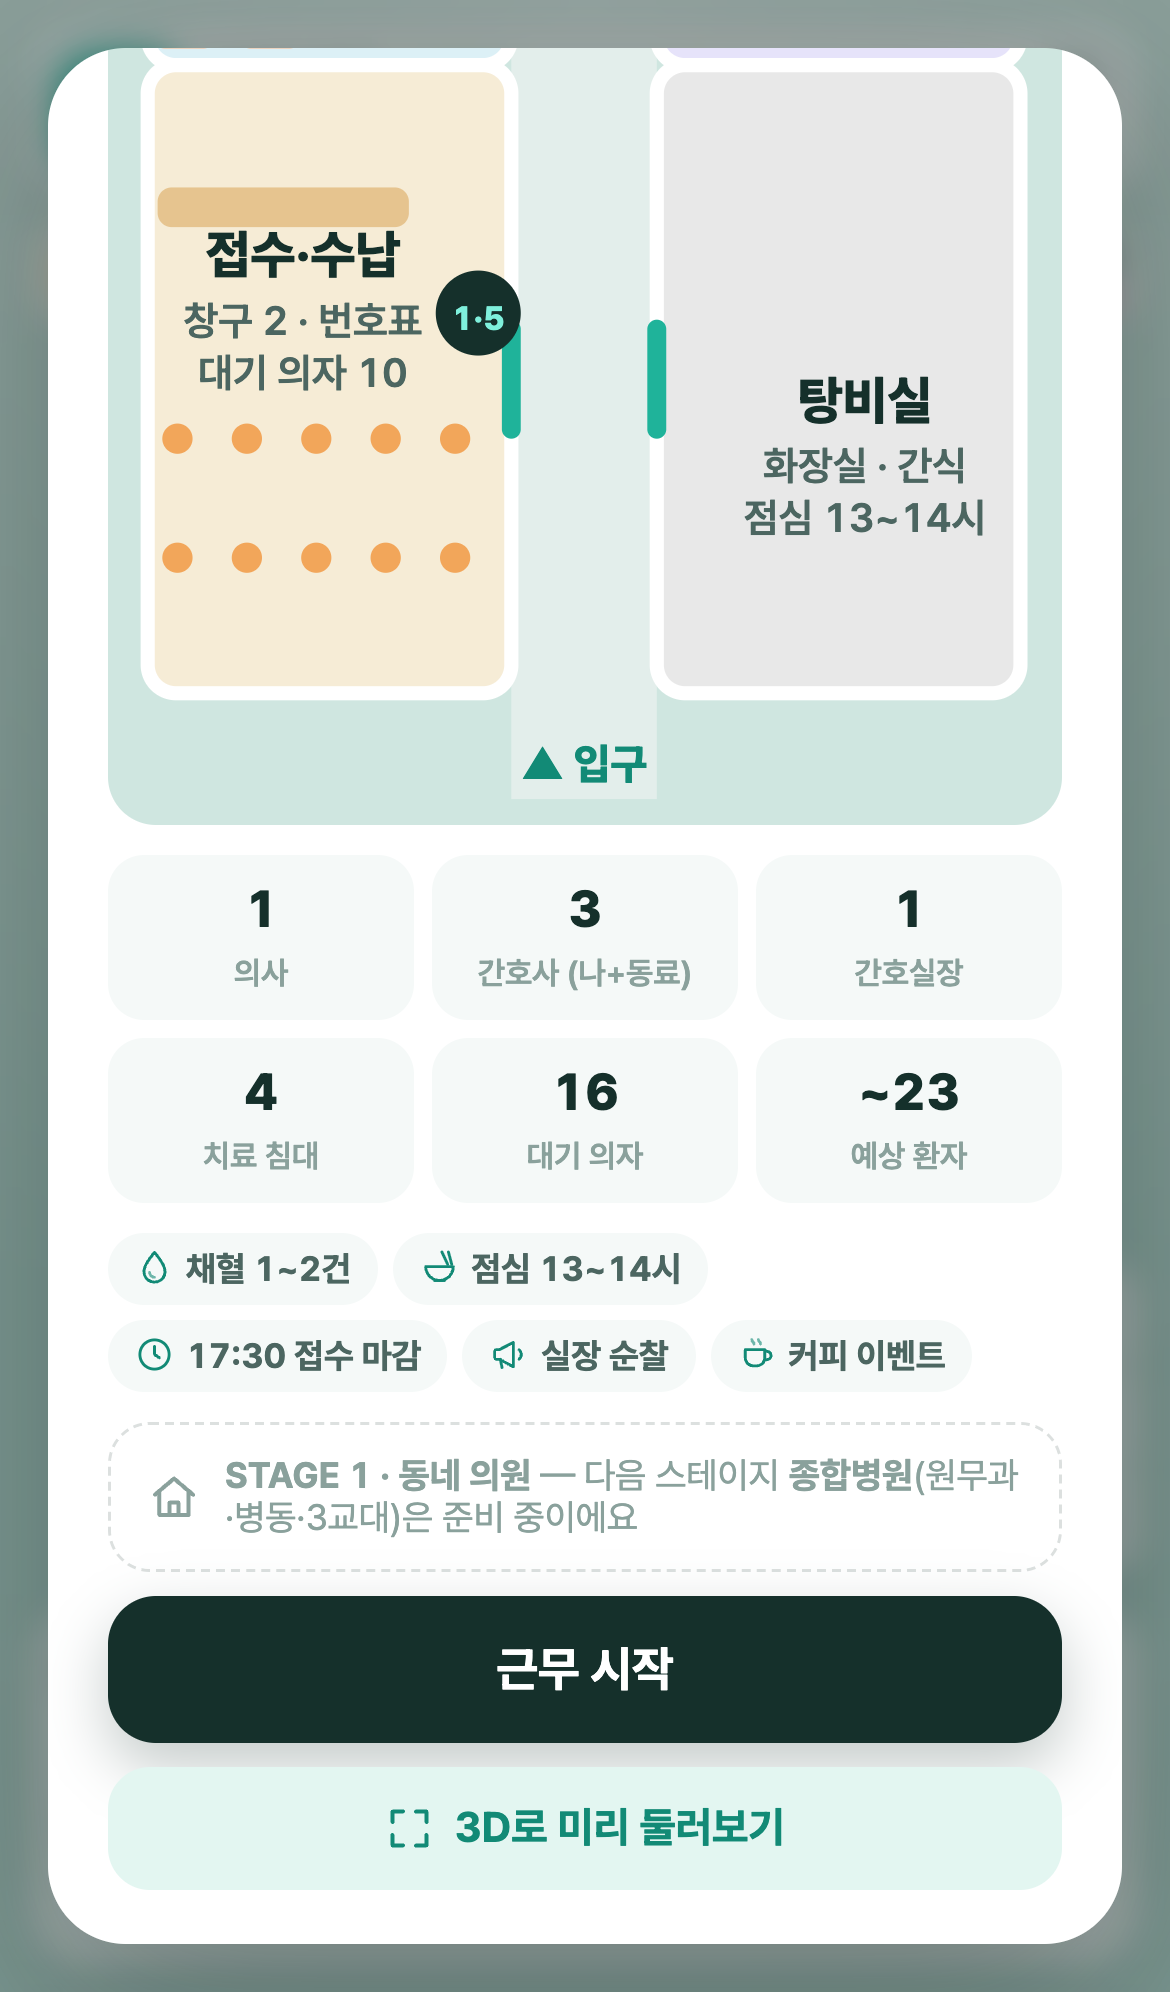 접수·수납
창구 2 · 번호표
대기 의자 10
1·5
탕비실
화장실 · 간식
점심 13~14시
▲ 입구
1
의사
3
간호사 (나+동료)
1
간호실장
4
치료 침대
16
대기 의자
~23
예상 환자
채혈 1~2건
점심 13~14시
17:30 접수 마감
실장 순찰
커피 이벤트
STAGE 1 · 동네 의원 — 다음 스테이지 종합병원(원무과
·병동·3교대)은 준비 중이에요
근무 시작
3D로 미리 둘러보기